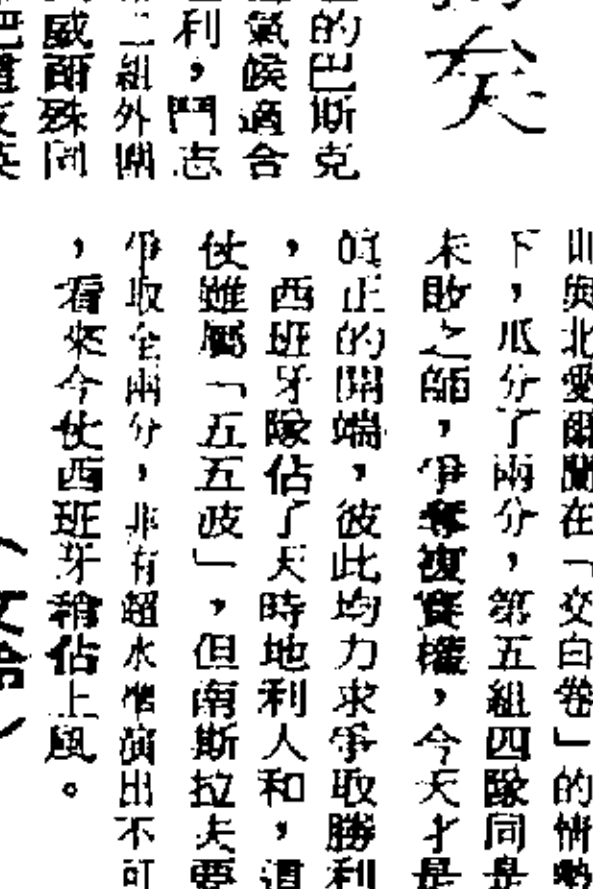 矣
的巴斯克
氣候適合
利，鬥志
二組外圍
威爾殊同
與北愛爾蘭在「交白卷」的情勢
下，瓜分了兩分，第五組四隊同是
未敗之師，爭奪複賽權，今天才是
真正的開端，彼此均力求爭取勝利
，西班牙隊佔了天時地利人和，這
仗雖屬「五五波」，但南斯拉夫要
爭取全兩分，非有超水準演出不可
，看來今仗西班牙稍佔上風。